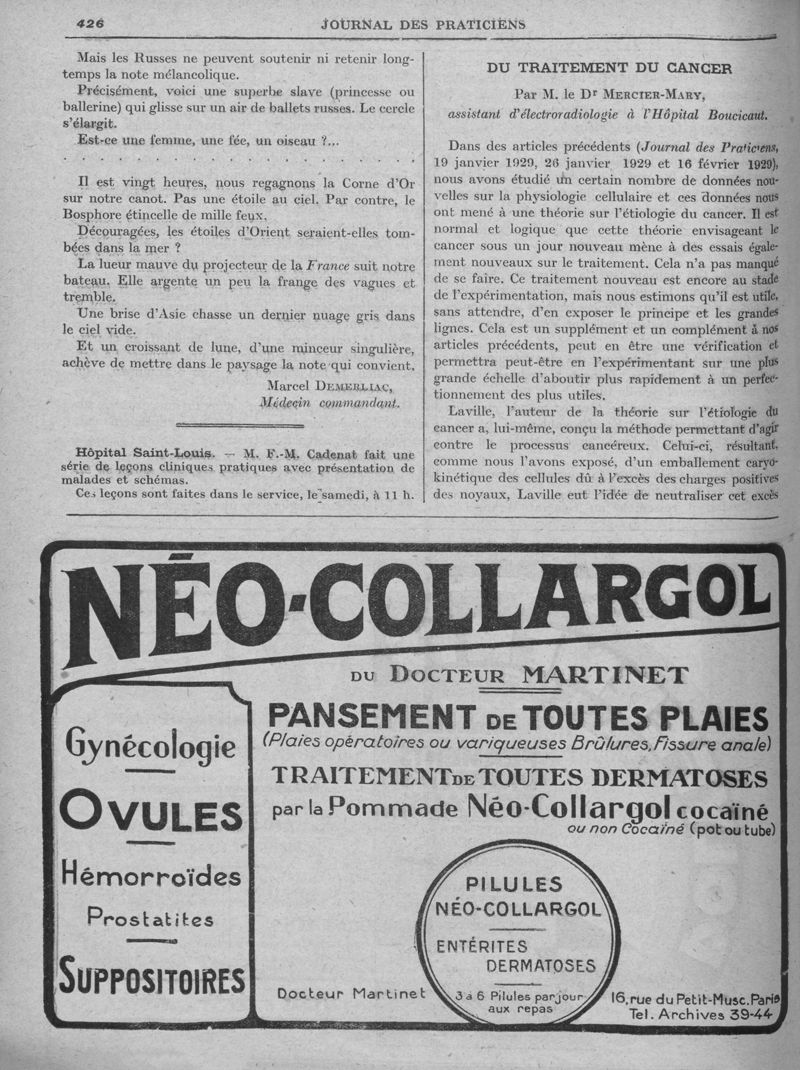 426
JOURNAL DES PRATICIENS
Mais les Russes ne peuvent soutenir ni retenir long-
temps la note mélancolique.
Précisément, voici une superbe slave (princesse ou
ballerine) qui glisse sur un air de ballets russes. Le cercle
s'élargit.
Est-ce une femme, une fée, un oiseau ?...
. . . . . . . . . . . . . . . . . . . . .
Il est vingt heures, nous regagnons la Corne d'Or
sur notre canot. Pas une étoile au ciel. Par contre, le
Bosphore étincelle de mille feux.
Découragées, les étoiles d'Orient seraient-elles tom-
bées dans la mer ?
La lueur mauve du projecteur de la France suit notre
bateau. Elle argente un peu la frange des vagues et
tremble.
Une brise d'Asie chasse un dernier nuage gris dans
le ciel vide.
Et un croissant de lune, d'une minceur singulière,
achève de mettre dans le paysage la note qui convient.
Marcel DEMERLIAC,
Médecin commandant.
Hôpital Saint-Louis. — M. F.-M. Cadenat fait une
série de leçons cliniques pratiques avec présentation de
malades et schémas.
Ces leçons sont faites dans le service, le samedi, à 11 h.
DU TRAITEMENT DU CANCER
Par M. le Dr MERCIER-MARY,
assistant d'électroradiologie à l'Hôpital Boucicaut.
Dans des articles précédents (Journal des Praticiens,
19 janvier 1929, 26 janvier 1929 et 16 février 1929),
nous avons étudié un certain nombre de données nou-
velles sur la physiologie cellulaire et ces données nous
ont mené à une théorie sur l'étiologie du cancer. Il est
normal et logique que cette théorie envisageant le
cancer sous un jour nouveau mène à des essais égale-
ment nouveaux sur le traitement. Cela n'a pas manqué
de se faire. Ce traitement nouveau est encore au stade
de l'expérimentation, mais nous estimons qu'il est utile,
sans attendre, d'en exposer le principe et les grandes
lignes. Cela est un supplément et un complément à nos
articles précédents, peut en être une vérification et
permettra peut-être en l'expérimentant sur une plus
grande échelle d'aboutir plus rapidement à un perfec-
tionnement des plus utiles.
Laville, l'auteur de la théorie sur l'étiologie du
cancer a, lui-même, conçu la méthode permettant d'agir
contre le processus cancéreux. Celui-ci, résultant,
comme nous l'avons exposé, d'un emballement caryo-
kinétique des cellules dû à l'excès des charges positives
des noyaux, Laville eut l'idée de neutraliser cet excès
NÉO-COLLARGOL
DU DOCTEUR MARTINET
Gynécologie
OVULES
Hémorroïdes
Prostatites
SUPPOSITOIRES
PANSEMENT DE TOUTES PLAIES
(Plaies opératoires ou variqueuses Brûlures, Fissure anale)
TRAITEMENT DE TOUTES DERMATOSES
par la Pommade Néo-Collargol cocaïné
ou non Cocaïné (pot ou tube)
PILULES
NÉO-COLLARGOL
ENTÉRITES
DERMATOSES
3 à 6 Pilules par jour
aux repas
Docteur Martinet
16, rue du Petit-Musc. Paris
Tel. Archives 39-44